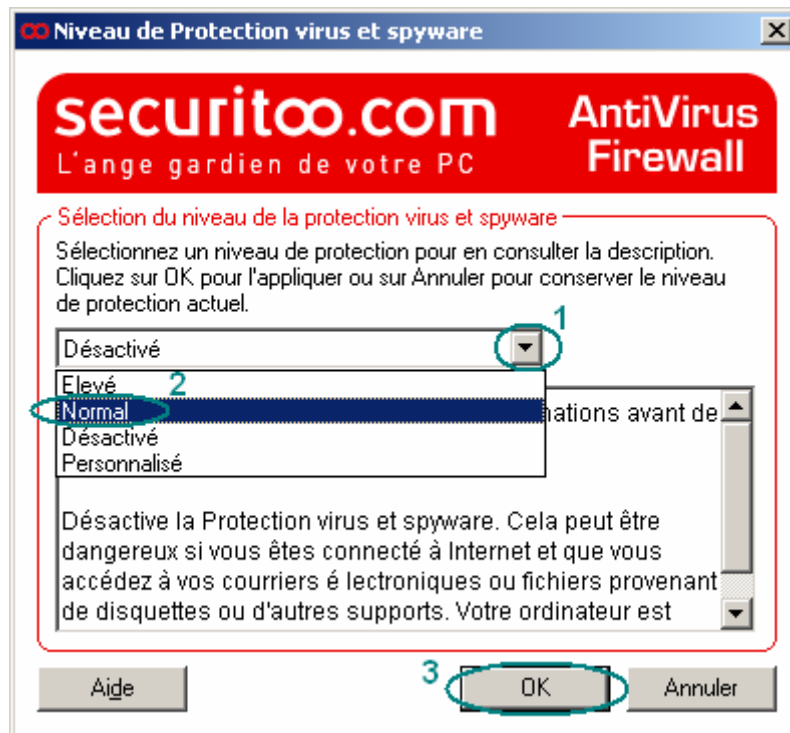 Niveau de Protection virus et spyware
securitoo.com
L'ange gardien de votre PC
AntiVirus
Firewall
Sélection du niveau de la protection virus et spyware
Sélectionnez un niveau de protection pour en consulter la description.
Cliquez sur OK pour l'appliquer ou sur Annuler pour conserver le niveau
de protection actuel.
1
Désactivé
Elevé
2
Normal
Désactivé
Personnalisé
avant de
Désactive la Protection virus et spyware. Cela peut être
dangereux si vous êtes connecté à Internet et que vous
accédez à vos courriers é lectroniques ou fichiers provenant
de disquettes ou d'autres supports. Votre ordinateur est
Aide
3
OK
Annuler